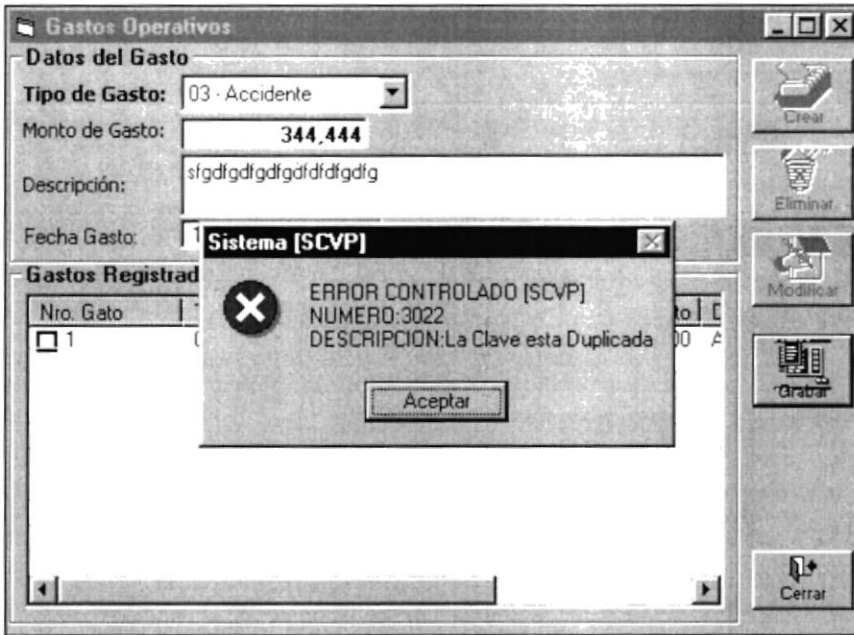 Gastos Operativos
Datos del Gasto
Tipo de Gasto: 03 - Accidente
Monto de Gasto: 344,444
Descripción: sfgdfgdfgdfgdfdfdfgdfg
Fecha Gasto: 1
Sistema [SCVP]
ERROR CONTROLADO [SCVP]
NUMERO:3022
DESCRIPCION:La Clave esta Duplicada
Aceptar
Gastos Registrad
Nro. Gato
1
Crear
Eliminar
Modificar
Grabar
Cerrar